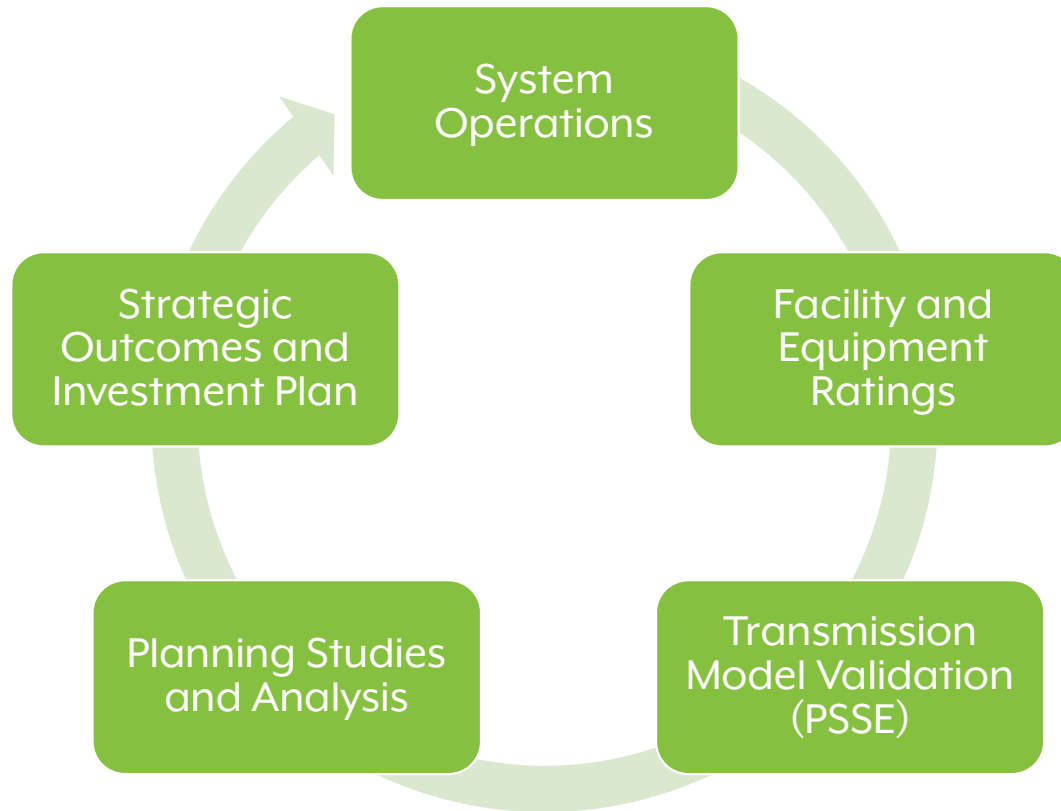 System
Operations
Facility and
Equipment
Ratings
Transmission
Model Validation
(PSSE)
Planning Studies
and Analysis
Strategic
Outcomes and
Investment Plan